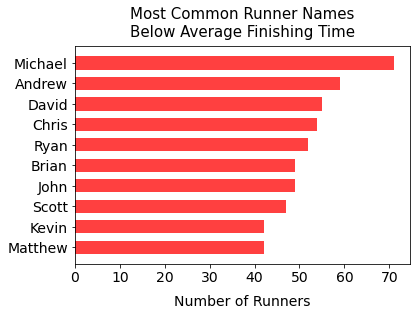 Most Common Runner Names
Below Average Finishing Time
Michael
Andrew
David
Chris
Ryan
Brian
John
Scott
Kevin
Matthew
0 10 20 30 40 50 60 70
Number of Runners